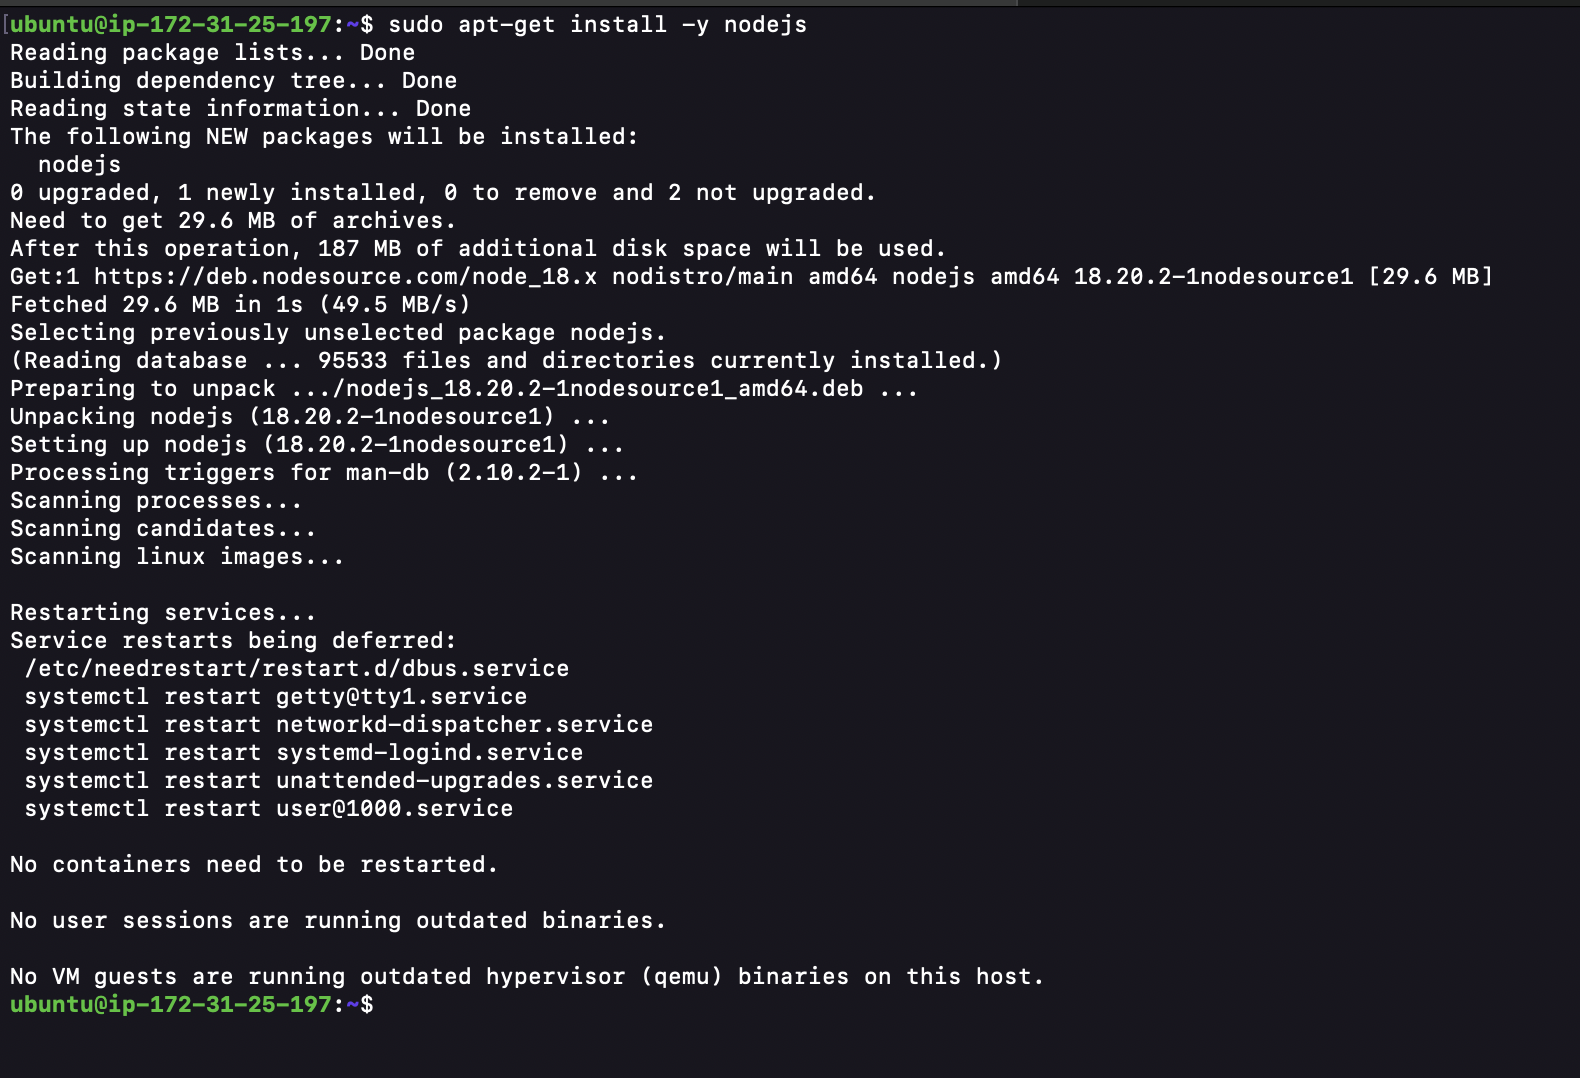 [ubuntu@ip-172-31-25-197:~$ sudo apt-get install -y nodejs
Reading package lists... Done
Building dependency tree... Done
Reading state information... Done
The following NEW packages will be installed:
  nodejs
0 upgraded, 1 newly installed, 0 to remove and 2 not upgraded.
Need to get 29.6 MB of archives.
After this operation, 187 MB of additional disk space will be used.
Get:1 https://deb.nodesource.com/node_18.x nodistro/main amd64 nodejs amd64 18.20.2-1nodesource1 [29.6 MB]
Fetched 29.6 MB in 1s (49.5 MB/s)
Selecting previously unselected package nodejs.
(Reading database ... 95533 files and directories currently installed.)
Preparing to unpack .../nodejs_18.20.2-1nodesource1_amd64.deb ...
Unpacking nodejs (18.20.2-1nodesource1) ...
Setting up nodejs (18.20.2-1nodesource1) ...
Processing triggers for man-db (2.10.2-1) ...
Scanning processes...
Scanning candidates...
Scanning linux images...

Restarting services...
Service restarts being deferred:
 /etc/needrestart/restart.d/dbus.service
 systemctl restart getty@tty1.service
 systemctl restart networkd-dispatcher.service
 systemctl restart systemd-logind.service
 systemctl restart unattended-upgrades.service
 systemctl restart user@1000.service

No containers need to be restarted.

No user sessions are running outdated binaries.

No VM guests are running outdated hypervisor (qemu) binaries on this host.
ubuntu@ip-172-31-25-197:~$